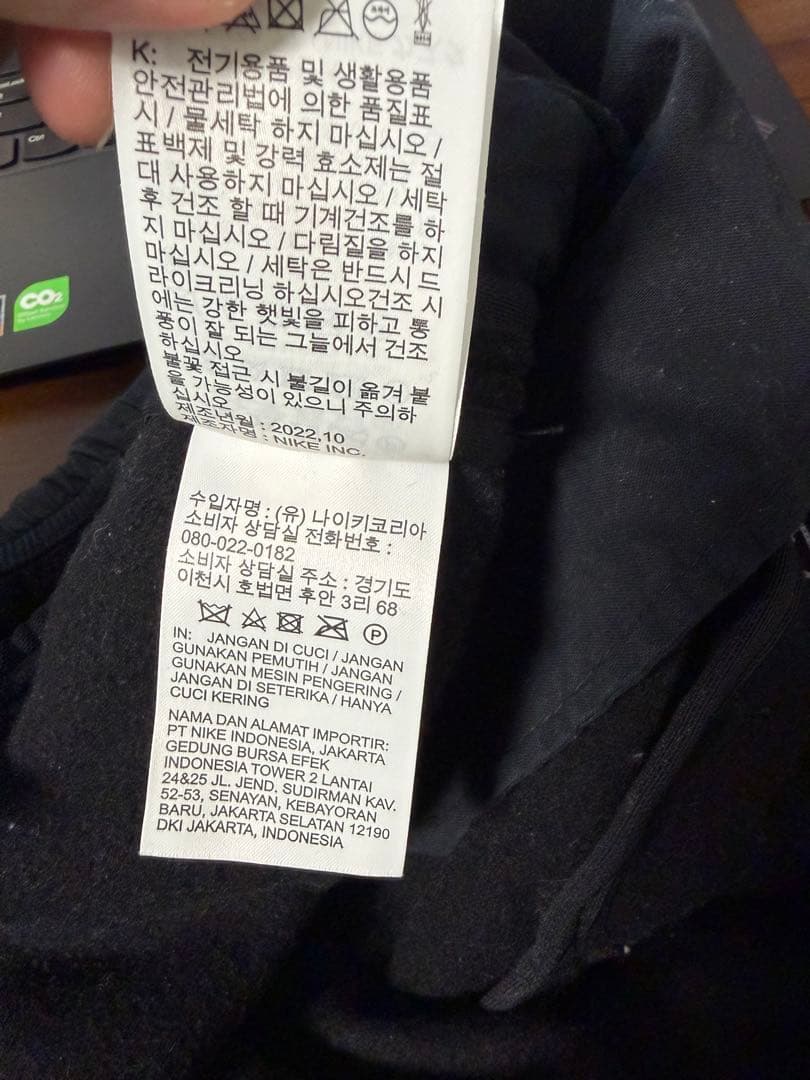 K: 전기용품 및 생활용품
안전관리법에 의한 품질표
시 / 물세탁 하지 마십시오 /
표백제 및 강력 효소제는 절
대 사용하지 마십시오 / 세탁
후 건조 할 때 기계건조를 하
지 마십시오 / 다림질을 하지
마십시오 / 세탁은 반드시 드
라이크리닝 하십시오건조 시
에는 강한 햇빛을 피하고 통
풍이 잘 되는 그늘에서 건조
하십시오
불꽃 접근 시 불길이 옮겨 붙
을 가능성이 있으니 주의하
십시오
제조년월 : 2022.10
제조자명 : NIKE INC.
수입자명 : (유) 나이키코리아
소비자 상담실 전화번호 :
080-022-0182
소비자 상담실 주소 : 경기도
이천시 호법면 후안 3리 68
P
IN: JANGAN DI CUCI / JANGAN
GUNAKAN PEMUTIH / JANGAN
GUNAKAN MESIN PENGERING /
JANGAN DI SETERIKA / HANYA
CUCI KERING
NAMA DAN ALAMAT IMPORTIR:
PT NIKE INDONESIA, JAKARTA
GEDUNG BURSA EFEK
INDONESIA TOWER 2 LANTAI
24&25 JL. JEND. SUDIRMAN KAV.
52-53, SENAYAN, KEBAYORAN
BARU, JAKARTA SELATAN 12190
DKI JAKARTA, INDONESIA
Ctrl
CO2